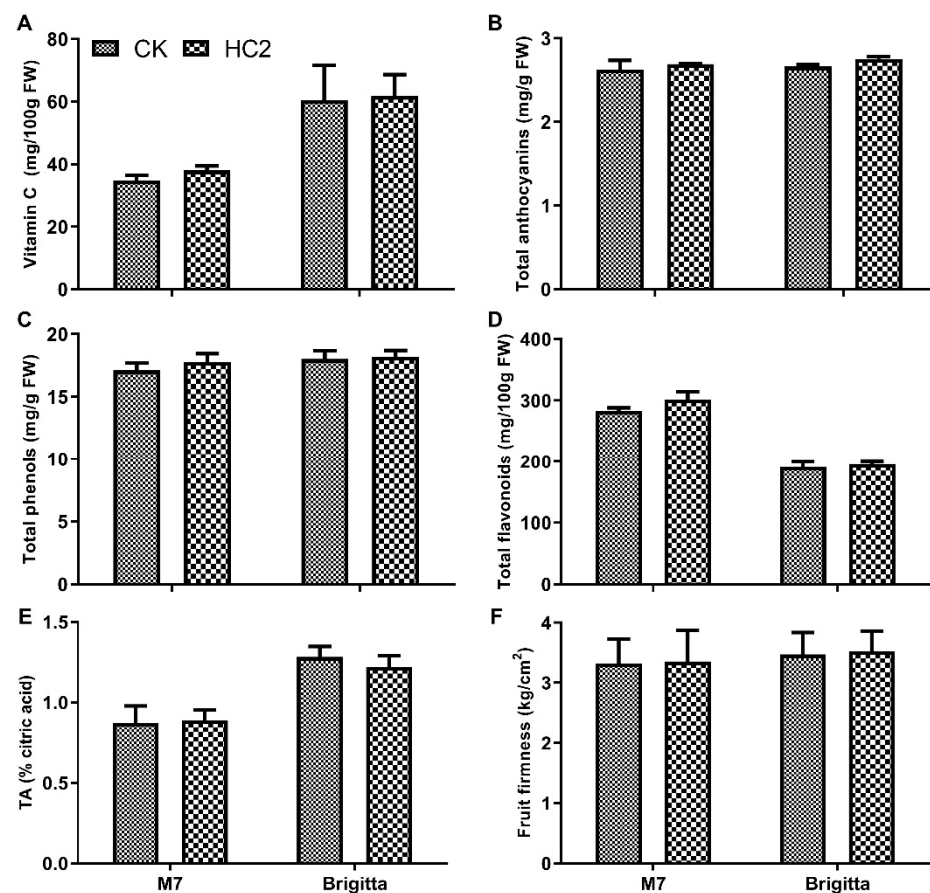 A
B
CK HC2
Vitamin C (mg/100g FW)
80
60
40
20
0
Total anthocyanins (mg/g FW)
3
2
1
0
C
D
Total phenols (mg/g FW)
20
15
10
5
0
Total flavonoids (mg/100g FW)
400
300
200
100
0
E
F
TA (% citric acid)
1.5
1.0
0.5
0.0
M7 Brigitta
Fruit firmness (kg/cm²)
4
3
2
1
0
M7 Brigitta